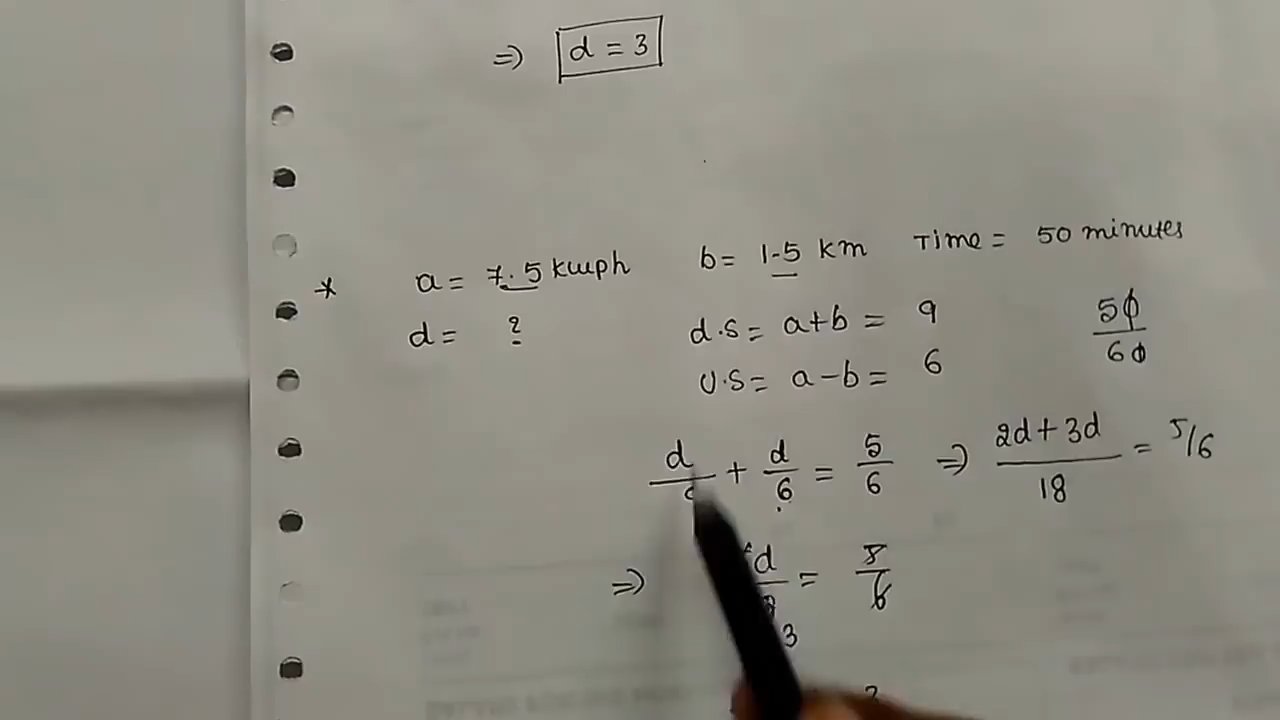 ⇒ d = 3
* a = 7.5 kmph b = 1.5 km Time = 50 minutes
d = ? d.s = a+b = 9 50/60
U.S = a-b = 6
d/ + d/6 = 5/6 ⇒ 2d+3d/18 = 5/6
⇒ d/ = 5/6
3